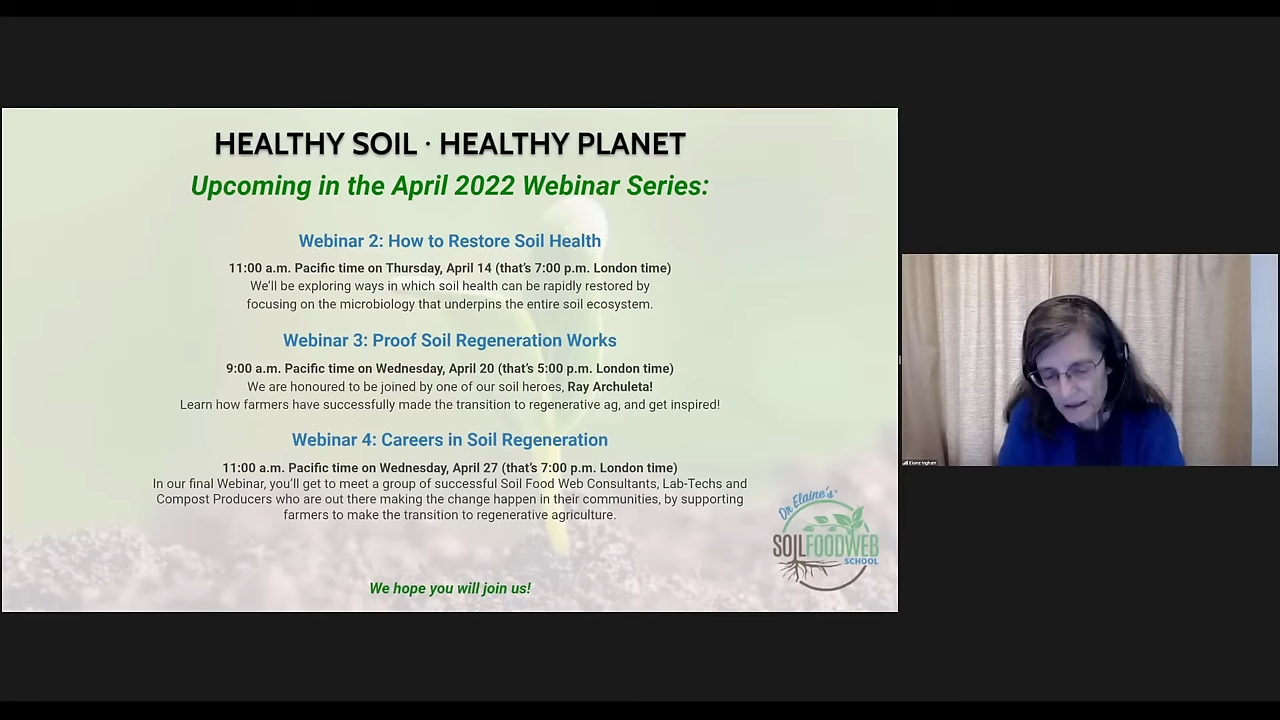 HEALTHY SOIL · HEALTHY PLANET
Upcoming in the April 2022 Webinar Series:
Webinar 2: How to Restore Soil Health
11:00 a.m. Pacific time on Thursday, April 14 (that's 7:00 p.m. London time)
We'll be exploring ways in which soil health can be rapidly restored by
focusing on the microbiology that underpins the entire soil ecosystem.
Webinar 3: Proof Soil Regeneration Works
9:00 a.m. Pacific time on Wednesday, April 20 (that's 5:00 p.m. London time)
We are honoured to be joined by one of our soil heroes, Ray Archuleta!
Learn how farmers have successfully made the transition to regenerative ag, and get inspired!
Webinar 4: Careers in Soil Regeneration
11:00 a.m. Pacific time on Wednesday, April 27 (that's 7:00 p.m. London time)
In our final Webinar, you'll get to meet a group of successful Soil Food Web Consultants, Lab-Techs and
Compost Producers who are out there making the change happen in their communities, by supporting
farmers to make the transition to regenerative agriculture.
We hope you will join us!
Dr Elaine's
SOILFOODWEB
SCHOOL
Elaine Ingham